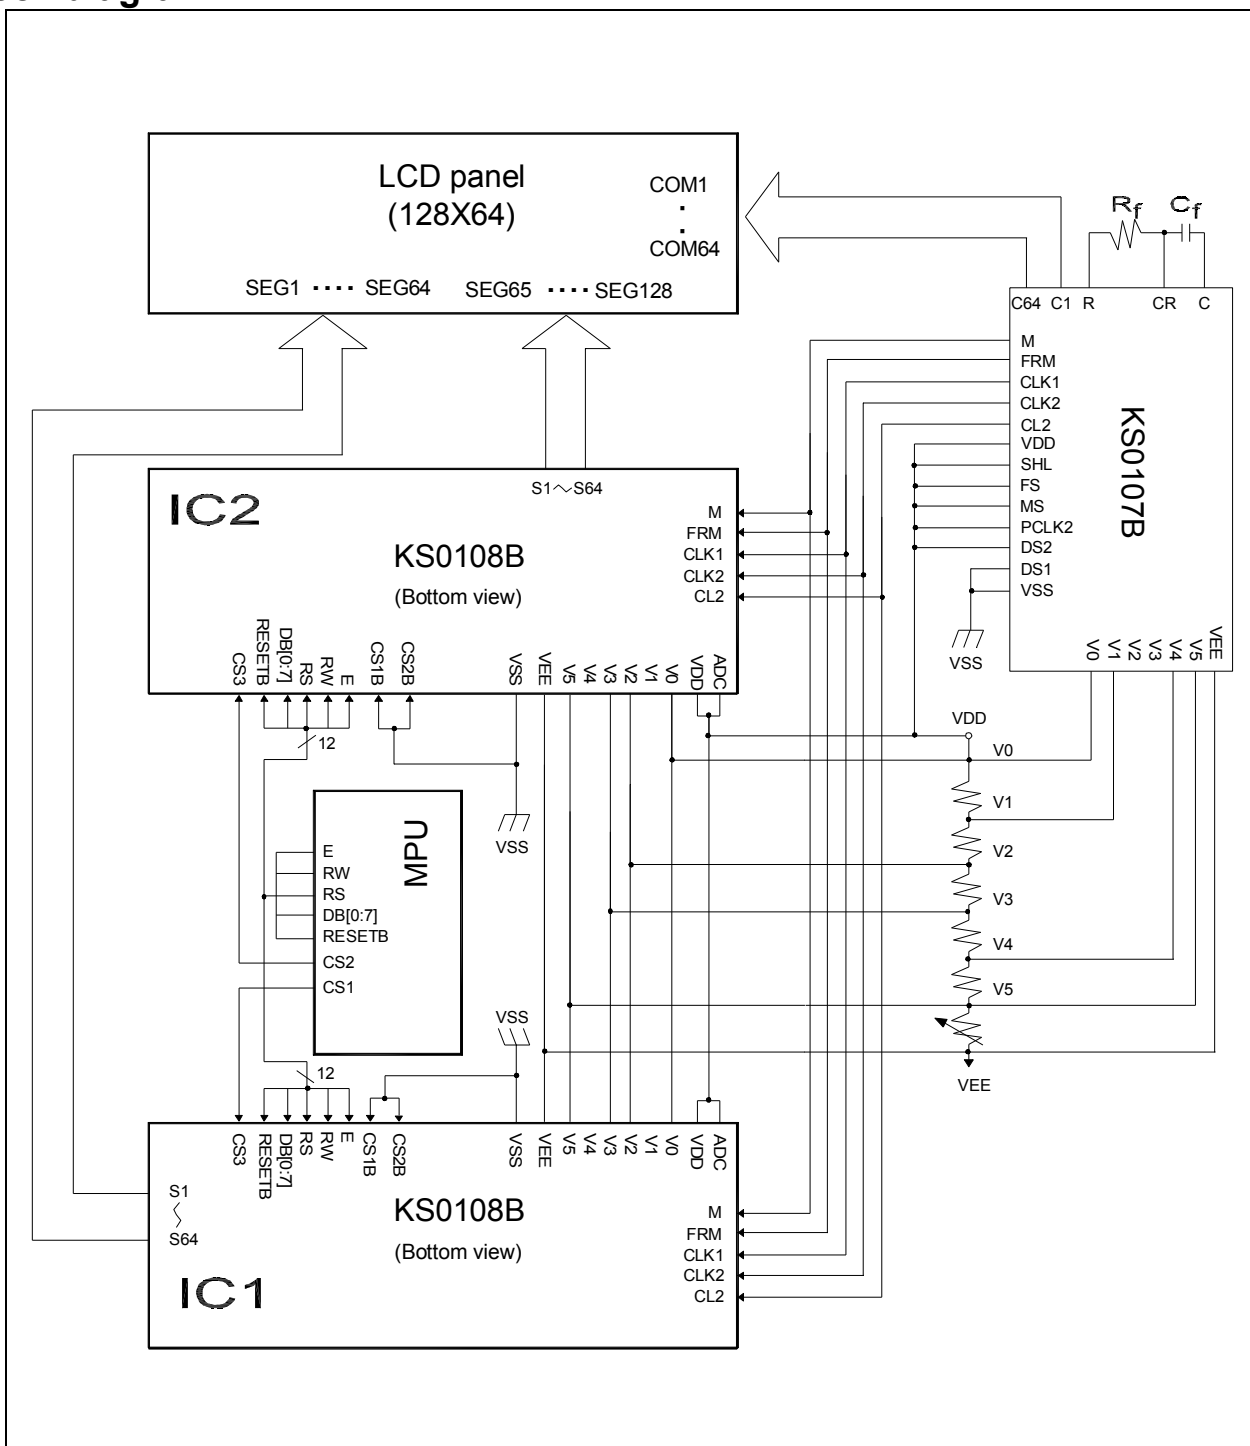 LCD panel
(128X64)
COM1
COM64
SEG1 ···· SEG64 SEG65 ···· SEG128
Rf Cf
C64 C1 R CR C
M
FRM
CLK1
CLK2
CL2
VDD
SHL
FS
MS
PCLK2
DS2
DS1
VSS
KS0107B
V0 V1 V2 V3 V4 V5 VEE
VSS
IC2
S1~S64
KS0108B
(Bottom view)
M
FRM
CLK1
CLK2
CL2
CS3 RESETB DB[0:7] RS RW E CS1B CS2B VSS VEE V5 V4 V3 V2 V1 V0 VDD ADC
12
VSS
VDD
V0
V1
V2
V3
V4
V5
VEE
MPU
E
RW
RS
DB[0:7]
RESETB
CS2
CS1
VSS
12
CS3 RESETB DB[0:7] RS RW E CS1B CS2B VSS VEE V5 V4 V3 V2 V1 V0 VDD ADC
S1
~
S64
KS0108B
(Bottom view)
IC1
M
FRM
CLK1
CLK2
CL2